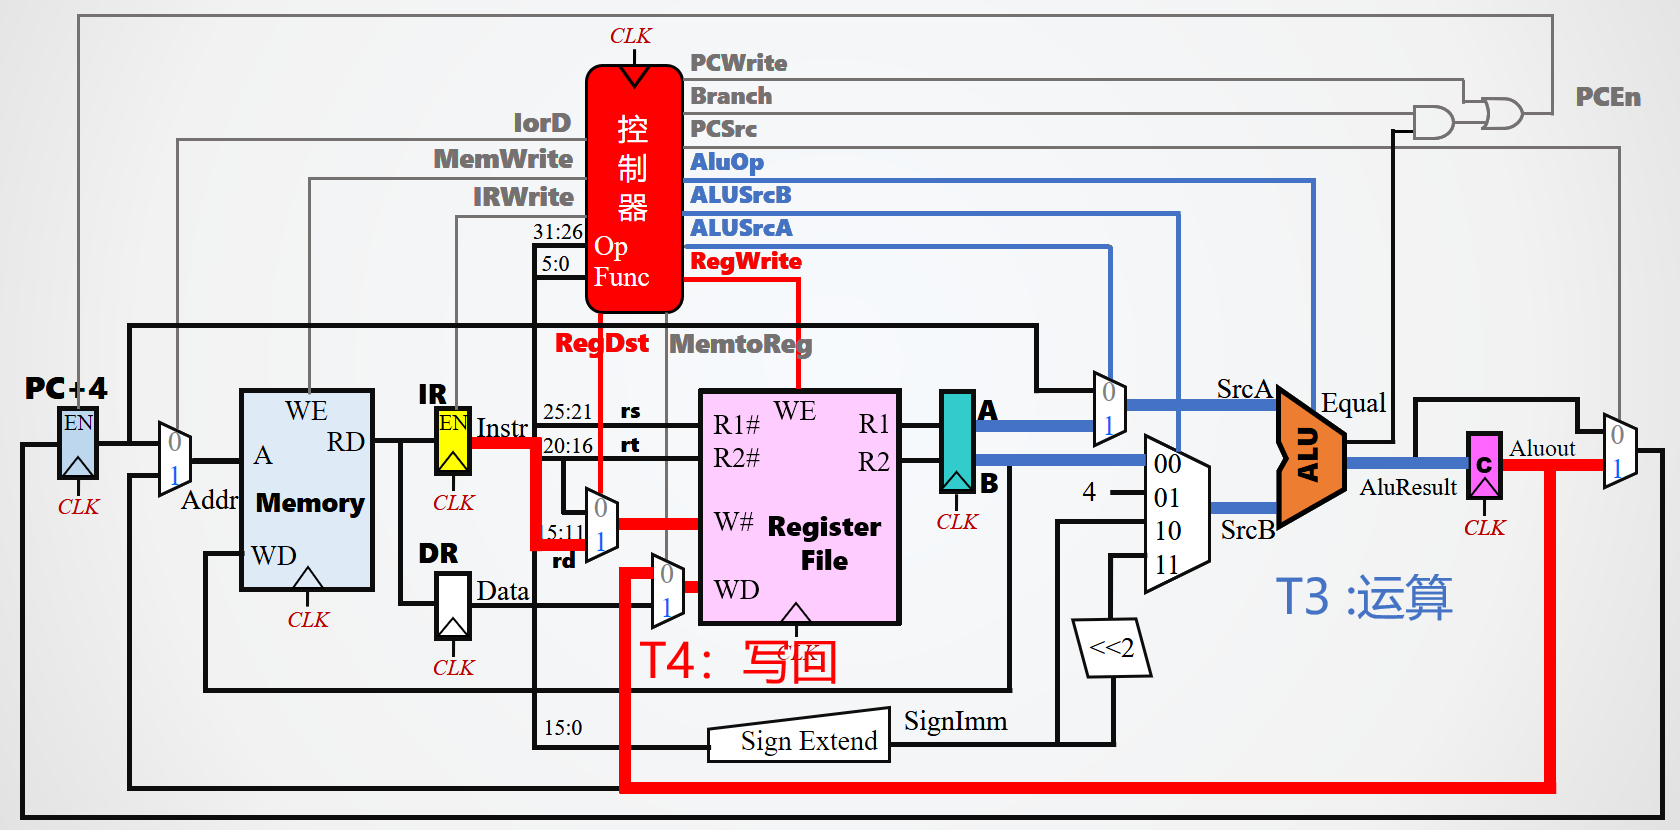 CLK
PCWrite
Branch
PCEn
IorD
PCSrc
控
制
器
MemWrite
AluOp
IRWrite
ALUSrcB
ALUSrcA
31:26
Op
5:0
Func
RegWrite
RegDst
MemtoReg
PC+4
EN
CLK
0
1
Addr
WE
RD
A
Memory
WD
CLK
IR
EN
Instr
CLK
DR
Data
CLK
25:21
rs
20:16
rt
15:11
rd
0
1
0
1
R1#
WE
R1
R2#
R2
W#
Register
File
WD
CLK
A
B
CLK
0
1
00
01
10
11
4
<<2
SrcA
SrcB
ALU
Equal
AluResult
C
CLK
Aluout
0
1
T3 :运算
T4：写回
15:0
Sign Extend
SignImm